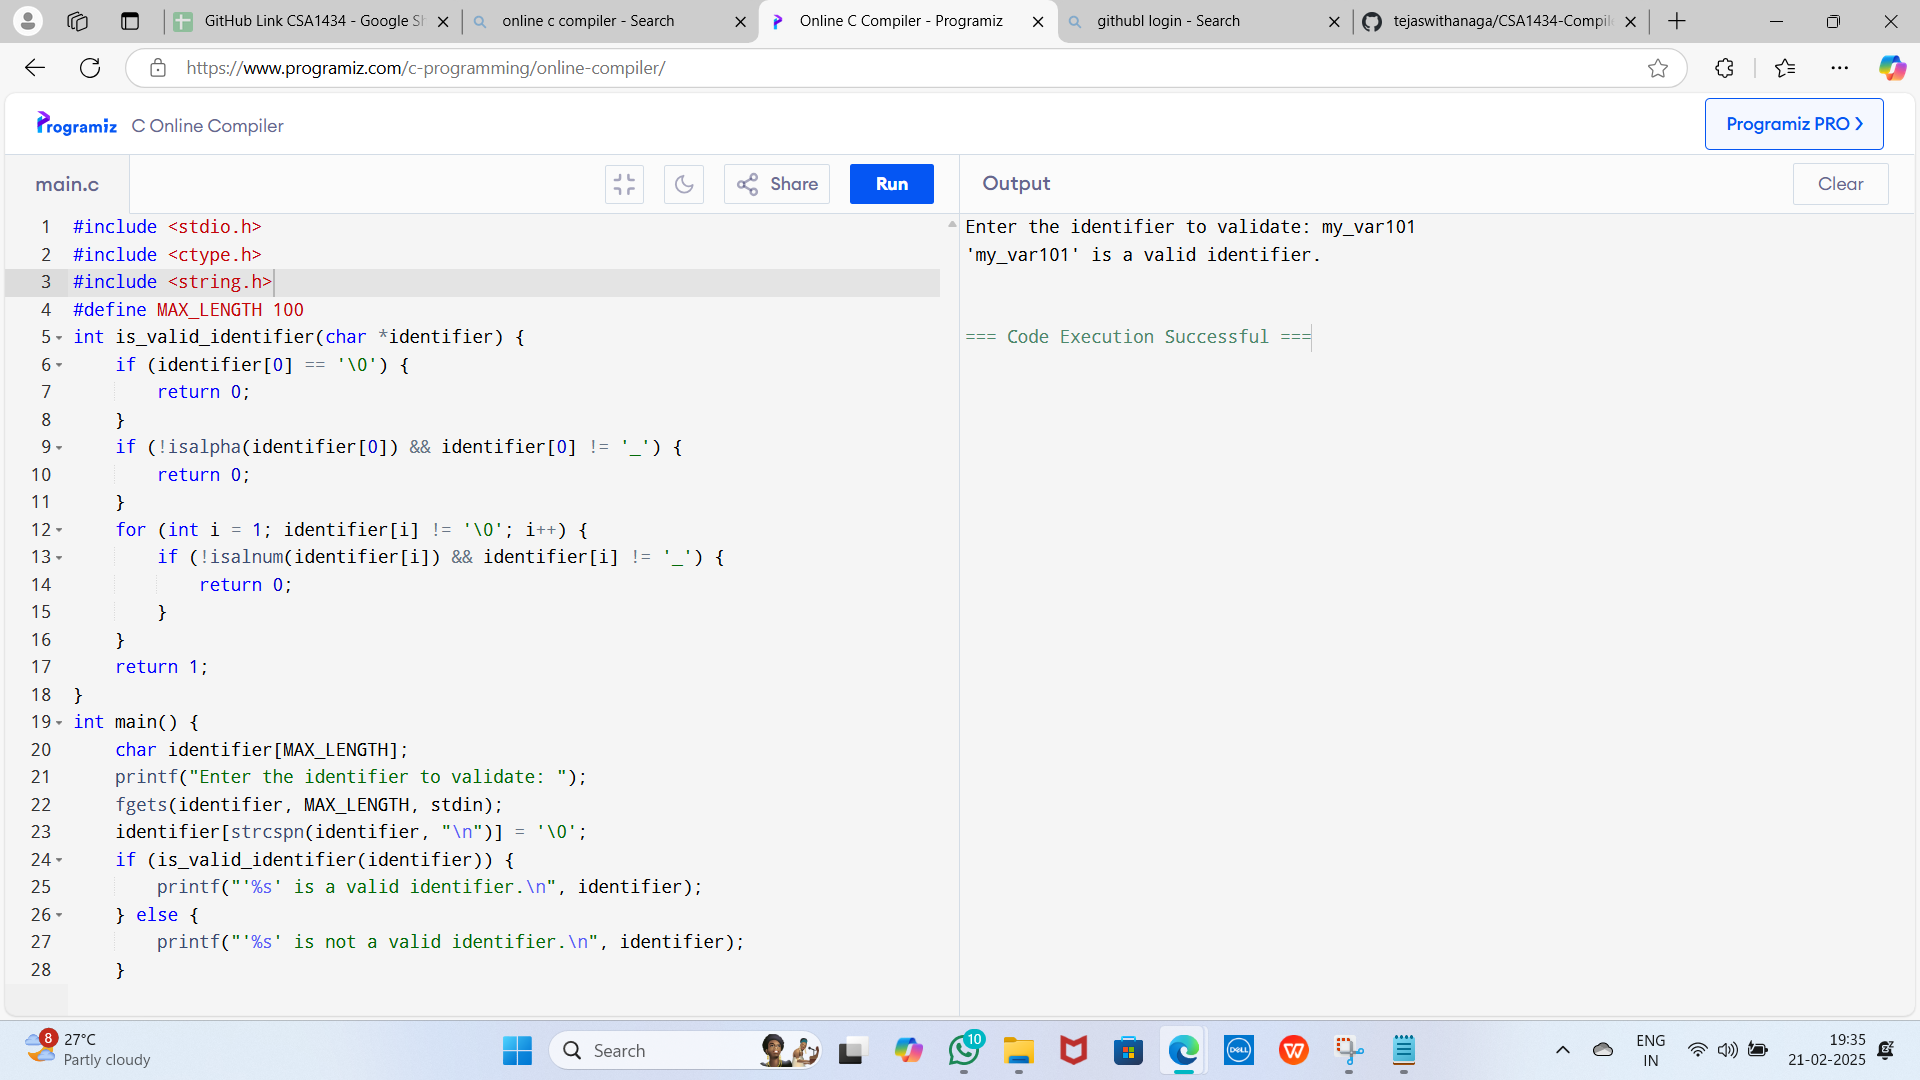 GitHub Link CSA1434 - Google Sh
online c compiler - Search
Online C Compiler - Programiz
githubl login - Search
tejaswithanaga/CSA1434-Compil
https://www.programiz.com/c-programming/online-compiler/
Programiz C Online Compiler
Programiz PRO ❯
main.c
Share
Run
Output
Clear
1 #include <stdio.h>
2 #include <ctype.h>
3 #include <string.h>
4 #define MAX_LENGTH 100
5 int is_valid_identifier(char *identifier) {
6     if (identifier[0] == '\0') {
7         return 0;
8     }
9     if (!isalpha(identifier[0]) && identifier[0] != '_') {
10         return 0;
11     }
12     for (int i = 1; identifier[i] != '\0'; i++) {
13         if (!isalnum(identifier[i]) && identifier[i] != '_') {
14             return 0;
15         }
16     }
17     return 1;
18 }
19 int main() {
20     char identifier[MAX_LENGTH];
21     printf("Enter the identifier to validate: ");
22     fgets(identifier, MAX_LENGTH, stdin);
23     identifier[strcspn(identifier, "\n")] = '\0';
24     if (is_valid_identifier(identifier)) {
25         printf("'%s' is a valid identifier.\n", identifier);
26     } else {
27         printf("'%s' is not a valid identifier.\n", identifier);
28     }
Enter the identifier to validate: my_var101
'my_var101' is a valid identifier.
=== Code Execution Successful ===
8
27°C
Partly cloudy
Search
10
DELL
W
ENG
IN
19:35
21-02-2025